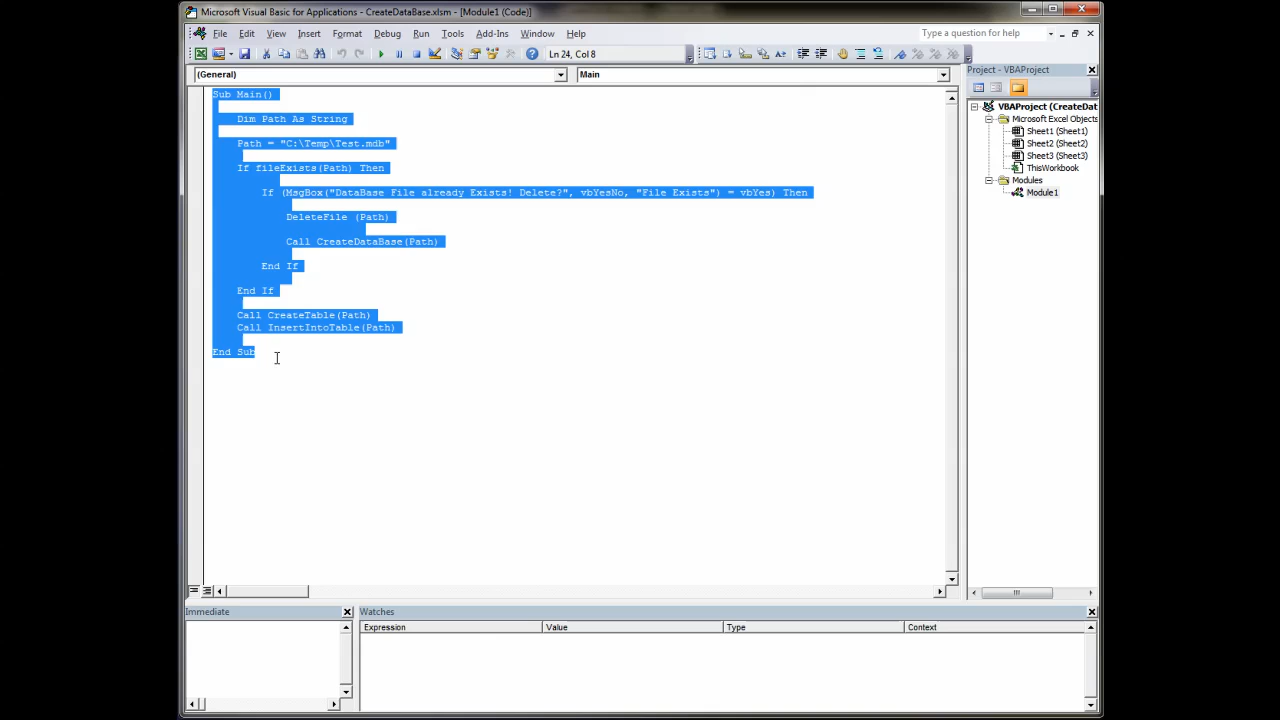 Microsoft Visual Basic for Applications - CreateDataBase.xlsm - [Module1 (Code)]
File Edit View Insert Format Debug Run Tools Add-Ins Window Help
Type a question for help
Ln 24, Col 8
(General)
Main
Project - VBAProject
Sub Main()
Dim Path As String
Path = "C:\Temp\Test.mdb"
If fileExists(Path) Then
If (MsgBox("DataBase File already Exists! Delete?", vbYesNo, "File Exists") = vbYes) Then
DeleteFile (Path)
Call CreateDataBase(Path)
End If
End If
Call CreateTable(Path)
Call InsertIntoTable(Path)
End Sub
VBAProject (CreateDat
Microsoft Excel Objects
Sheet1 (Sheet1)
Sheet2 (Sheet2)
Sheet3 (Sheet3)
ThisWorkbook
Modules
Module1
Immediate
Watches
Expression Value Type Context